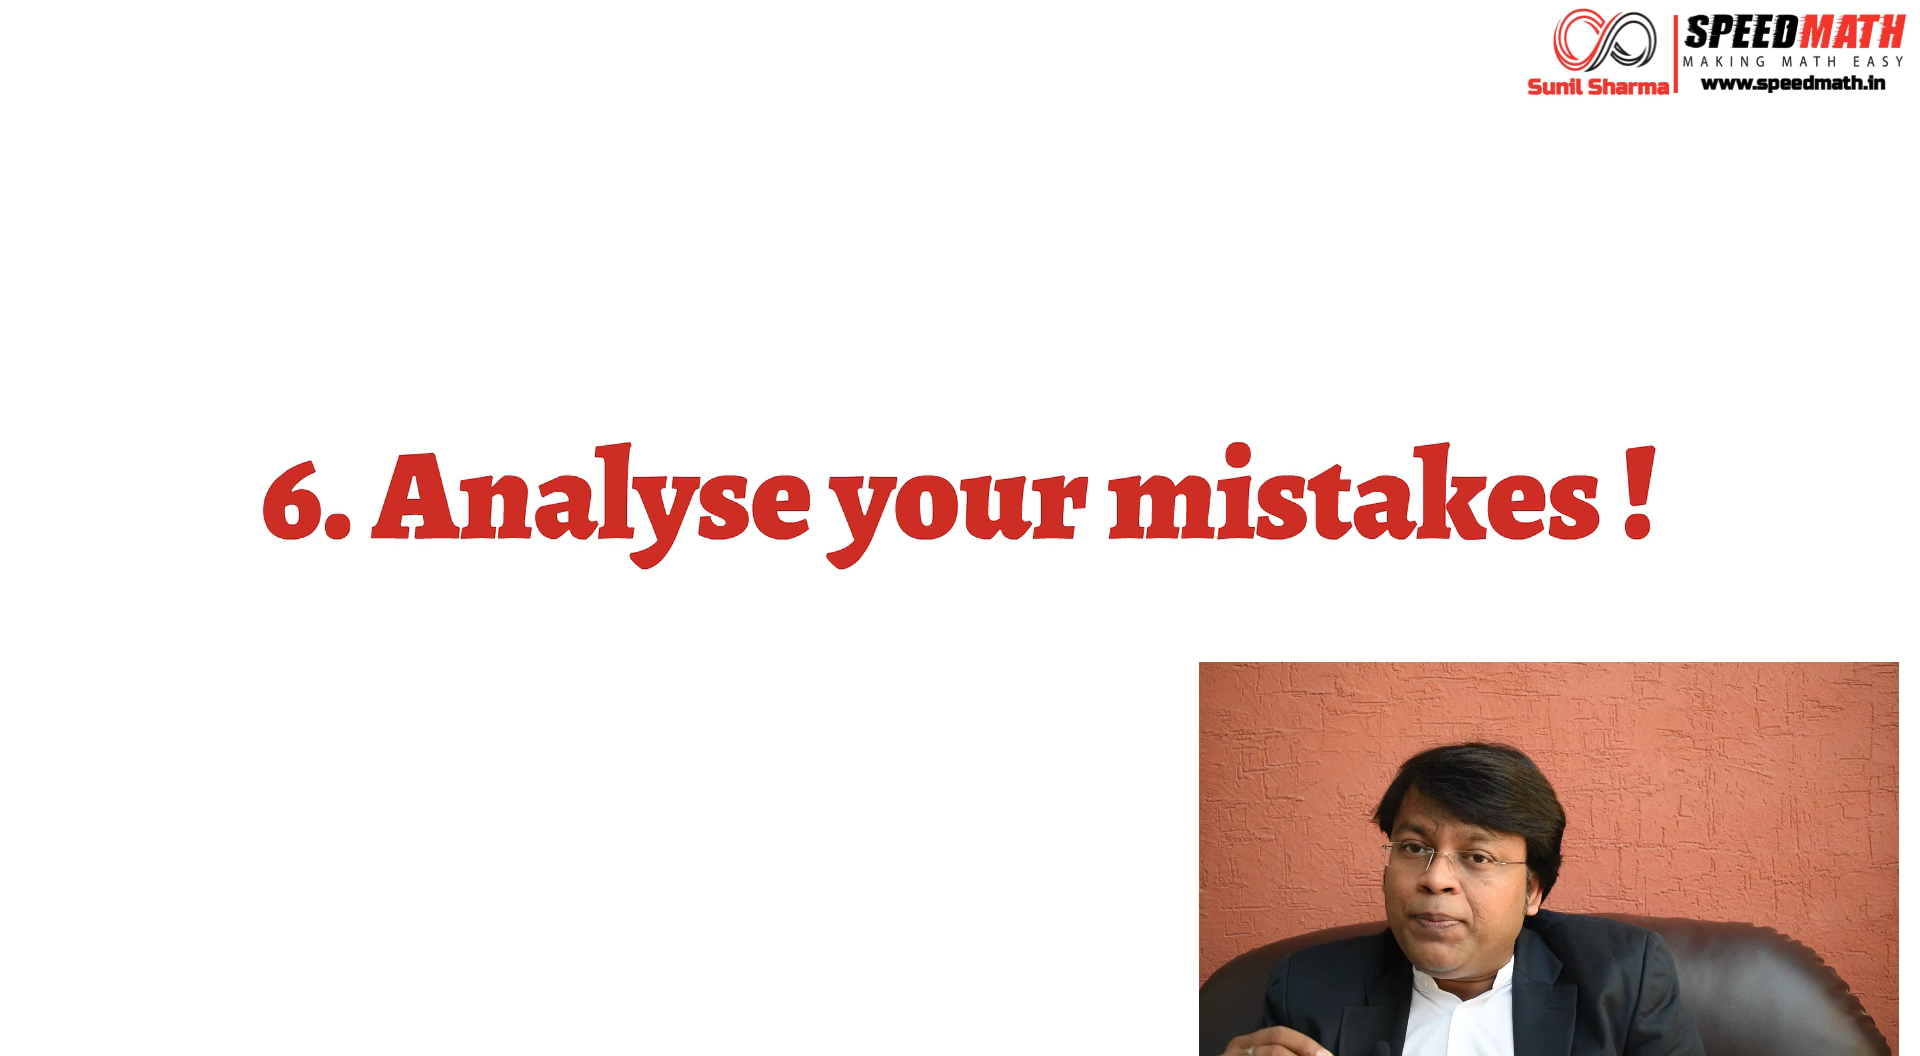 SPEEDMATH
MAKING MATH EASY
Sunil Sharma
www.speedmath.in
6. Analyse your mistakes !